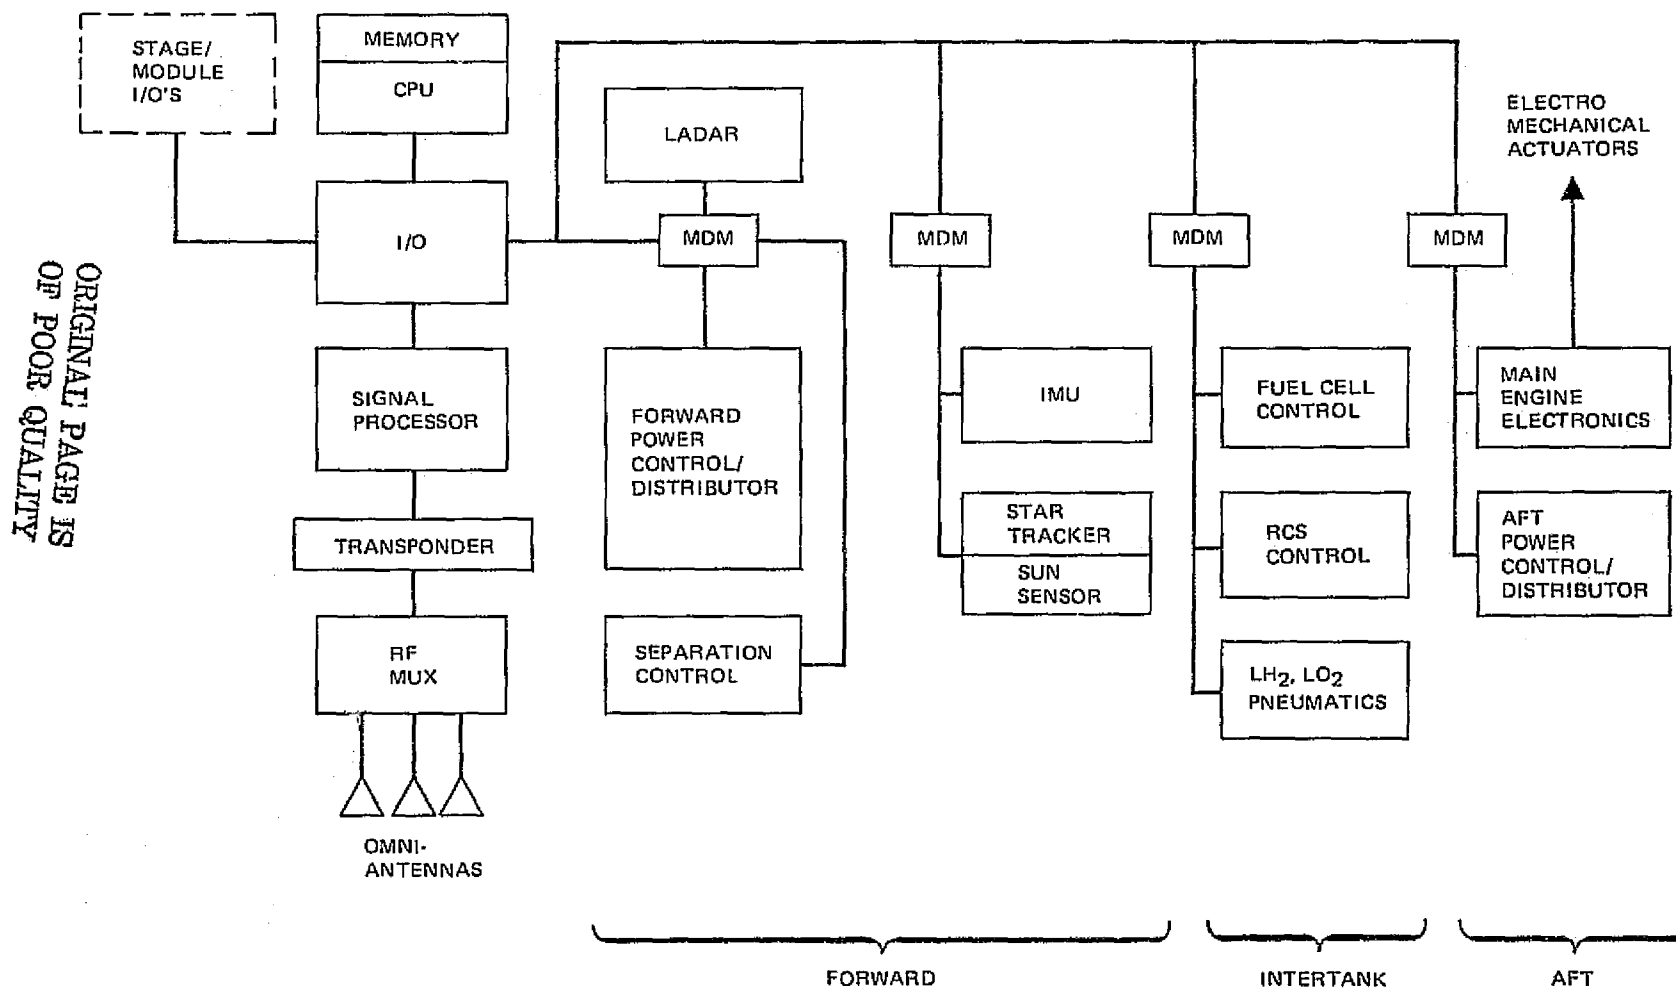 STAGE/
MODULE
I/O'S
MEMORY
CPU
I/O
SIGNAL
PROCESSOR
TRANSPONDER
RF
MUX
OMNI-
ANTENNAS
LADAR
MDM
FORWARD
POWER
CONTROL/
DISTRIBUTOR
SEPARATION
CONTROL
MDM
IMU
STAR
TRACKER
SUN
SENSOR
MDM
FUEL CELL
CONTROL
RCS
CONTROL
LH2, LO2
PNEUMATICS
MDM
ELECTRO
MECHANICAL
ACTUATORS
MAIN
ENGINE
ELECTRONICS
AFT
POWER
CONTROL/
DISTRIBUTOR
FORWARD
INTERTANK
AFT
ORIGINAL PAGE IS
OF POOR QUALITY